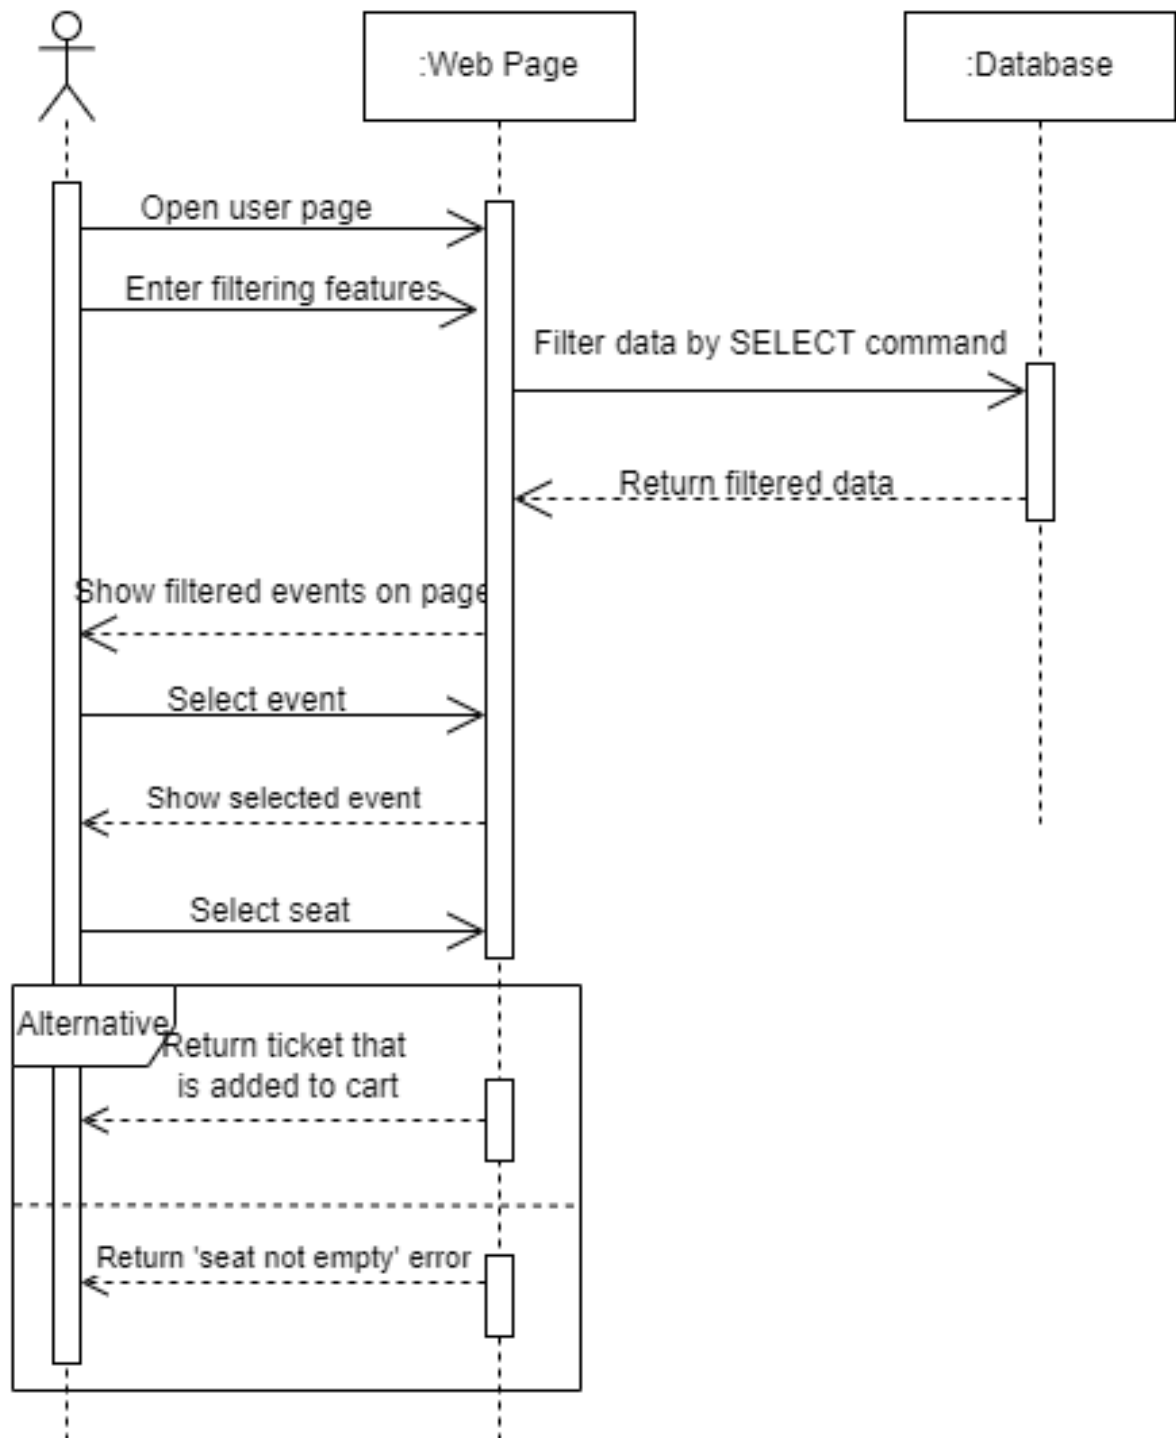 :Web Page
:Database
Open user page
Enter filtering features
Filter data by SELECT command
Return filtered data
Show filtered events on page
Select event
Show selected event
Select seat
Alternative
Return ticket that
is added to cart
Return 'seat not empty' error